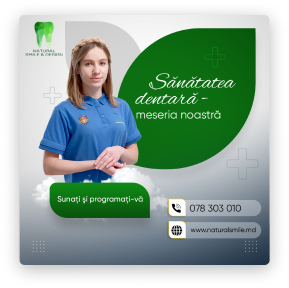 NATURAL
SMILE & DESIGN
Sănătatea
dentară -
meseria noastră
Sunați și programați-vă
078 303 010
www.naturalsmile.md